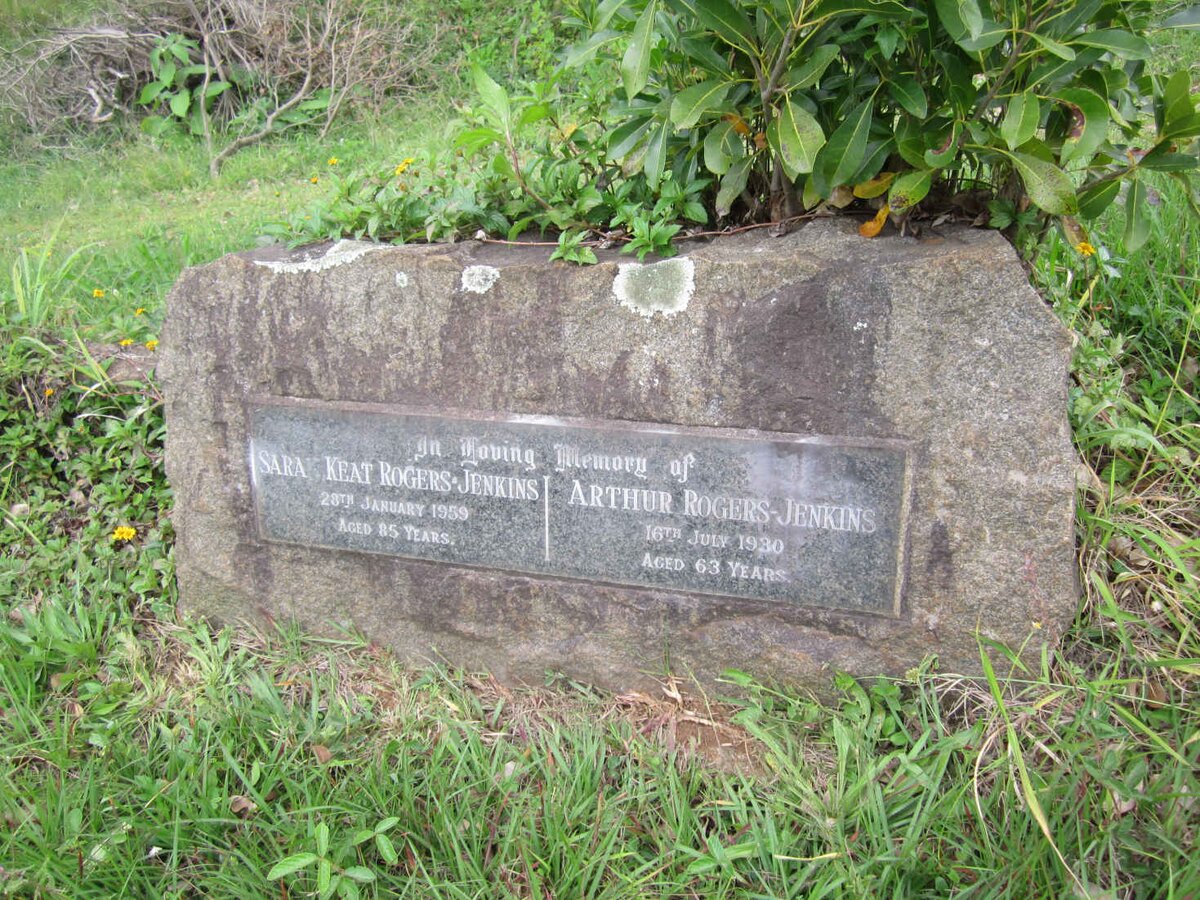 In Loving Memory of
SARA KEAT ROGERS-JENKINS
28TH JANUARY 1959
AGED 85 YEARS.
ARTHUR ROGERS-JENKINS
16TH JULY 1930
AGED 63 YEARS.